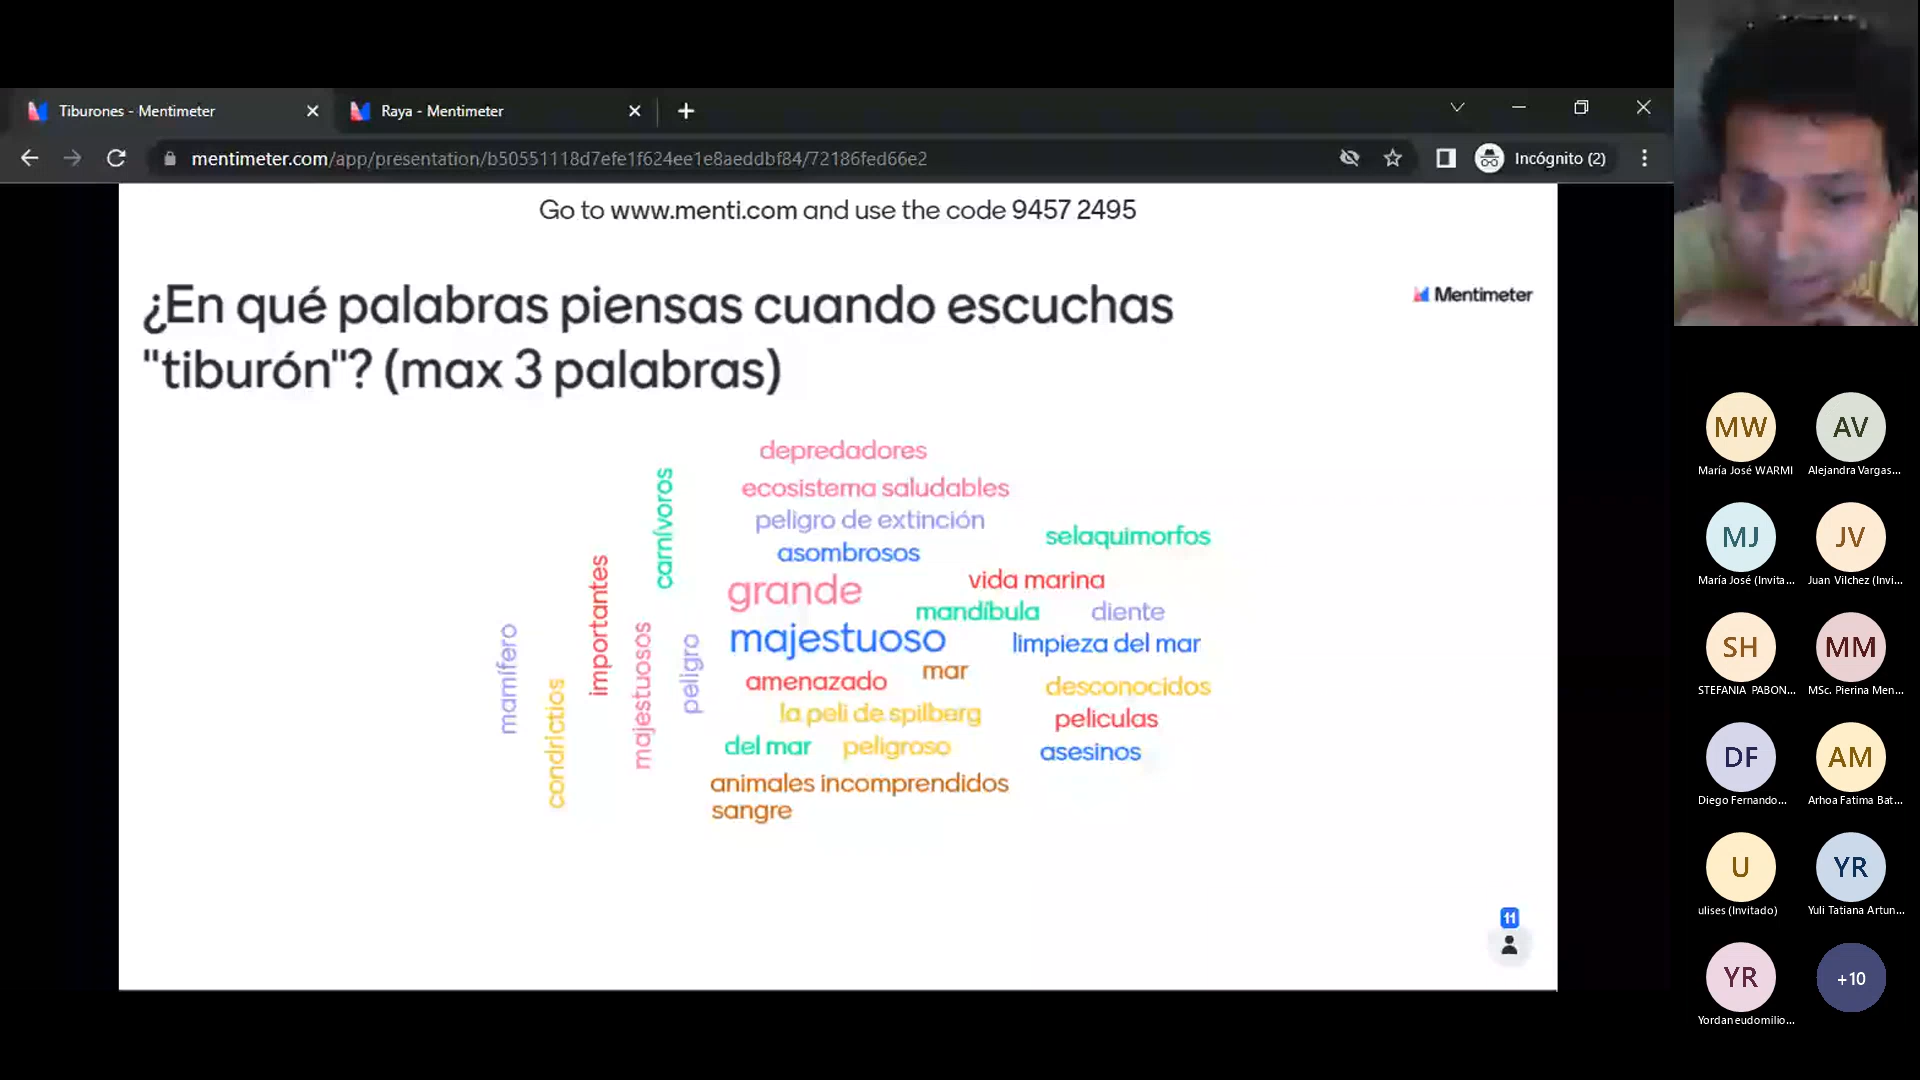 Tiburones - Mentimeter
Raya - Mentimeter
mentimeter.com/app/presentation/b50551118d7efe1f624ee1e8aeddbf84/72186fed66e2
Incógnito (2)
Go to www.menti.com and use the code 9457 2495
¿En qué palabras piensas cuando escuchas
"tiburón"? (max 3 palabras)
Mentimeter
depredadores
ecosistema saludables
peligro de extinción
asombrosos
selaquimorfos
carnívoros
importantes
grande
vida marina
mandíbula
diente
mamífero
condrictios
majestuosos
peligro
majestuoso
limpieza del mar
mar
amenazado
desconocidos
la peli de spilberg
peliculas
del mar
peligroso
asesinos
animales incomprendidos
sangre
11
MW
AV
María José WARMI
Alejandra Vargas...
MJ
JV
María José (Invita...
Juan Vilchez (Invi...
SH
MM
STEFANIA PABON...
MSc. Pierina Men...
DF
AM
Diego Fernando...
Arhoa Fatima Bat...
U
YR
ulises (Invitado)
Yuli Tatiana Artun...
YR
+10
Yordan eudomilio...